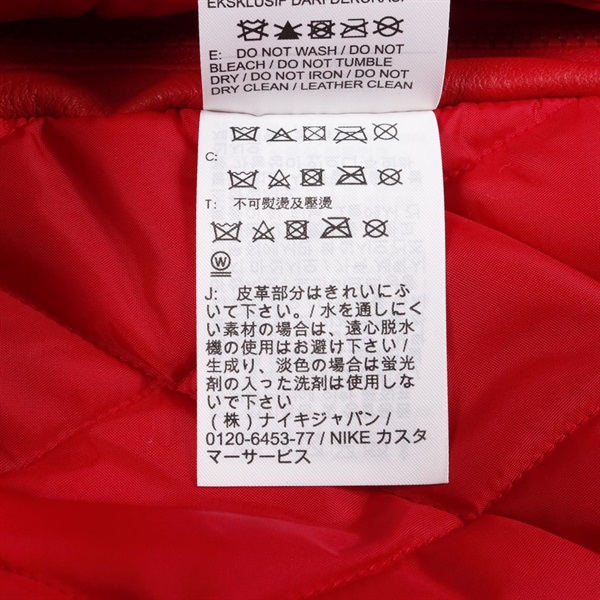 EKSKLUSIF DARI DEKORASI
E: DO NOT WASH / DO NOT
BLEACH / DO NOT TUMBLE
DRY / DO NOT IRON / DO NOT
DRY CLEAN / LEATHER CLEAN
C:
T: 不可熨燙及壓燙
W
J: 皮革部分はきれいにふ
いて下さい。/ 水を通しにく
い素材の場合は、遠心脱水
機の使用はお避け下さい /
生成り、淡色の場合は蛍光
剤の入った洗剤は使用しな
いで下さい
(株) ナイキジャパン /
0120-6453-77 / NIKE カスタ
マーサービス